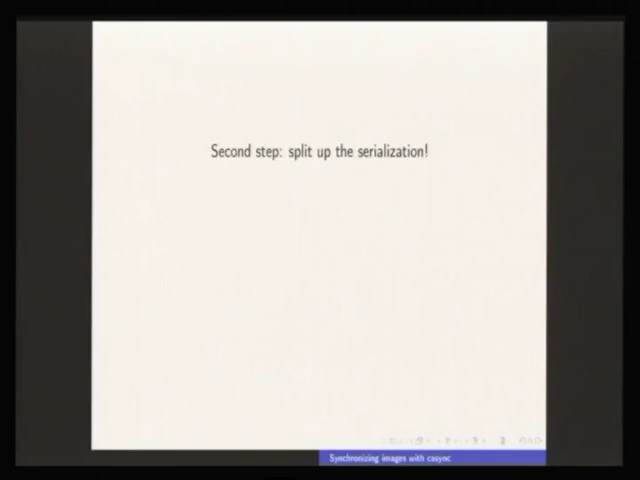 Second step: split up the serialization!
Synchronizing images with casync